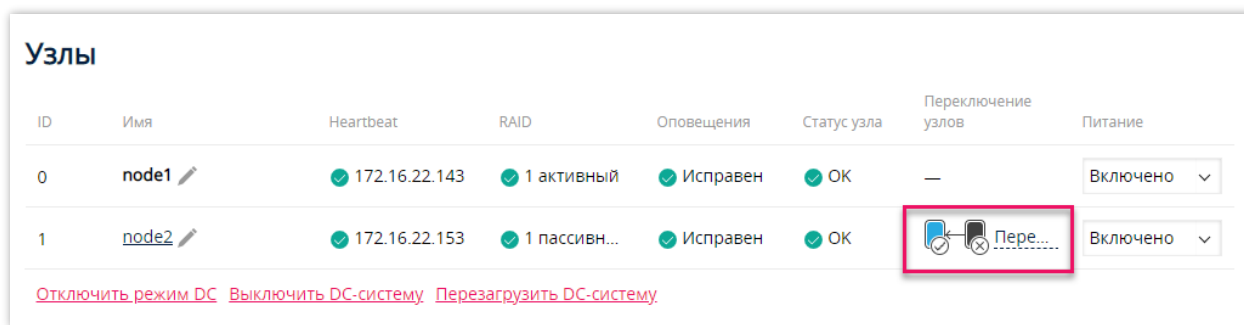 Узлы
ID Имя Heartbeat RAID Оповещения Статус узла Переключение узлов Питание
0 node1 172.16.22.143 1 активный Исправен OK — Включено
1 node2 172.16.22.153 1 пассивн... Исправен OK Пере... Включено
Отключить режим DC Выключить DC-систему Перезагрузить DC-систему